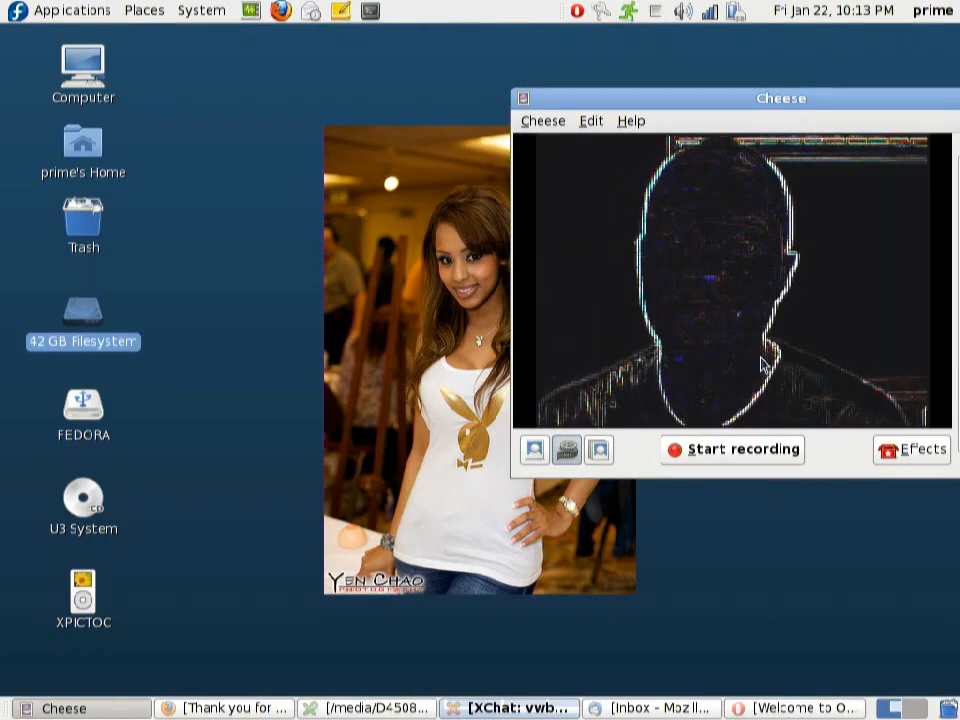 Applications Places System
Fri Jan 22, 10:13 PM prime
Computer
prime's Home
Trash
42 GB Filesystem
FEDORA
U3 System
XPICTOC
Cheese
Cheese Edit Help
Start recording
Effects
YEN CHAO
PHOTOGRAPHY
Cheese
[Thank you for ...
[/media/D4508...
[XChat: vwb...
[Inbox - Mozill...
[Welcome to O...